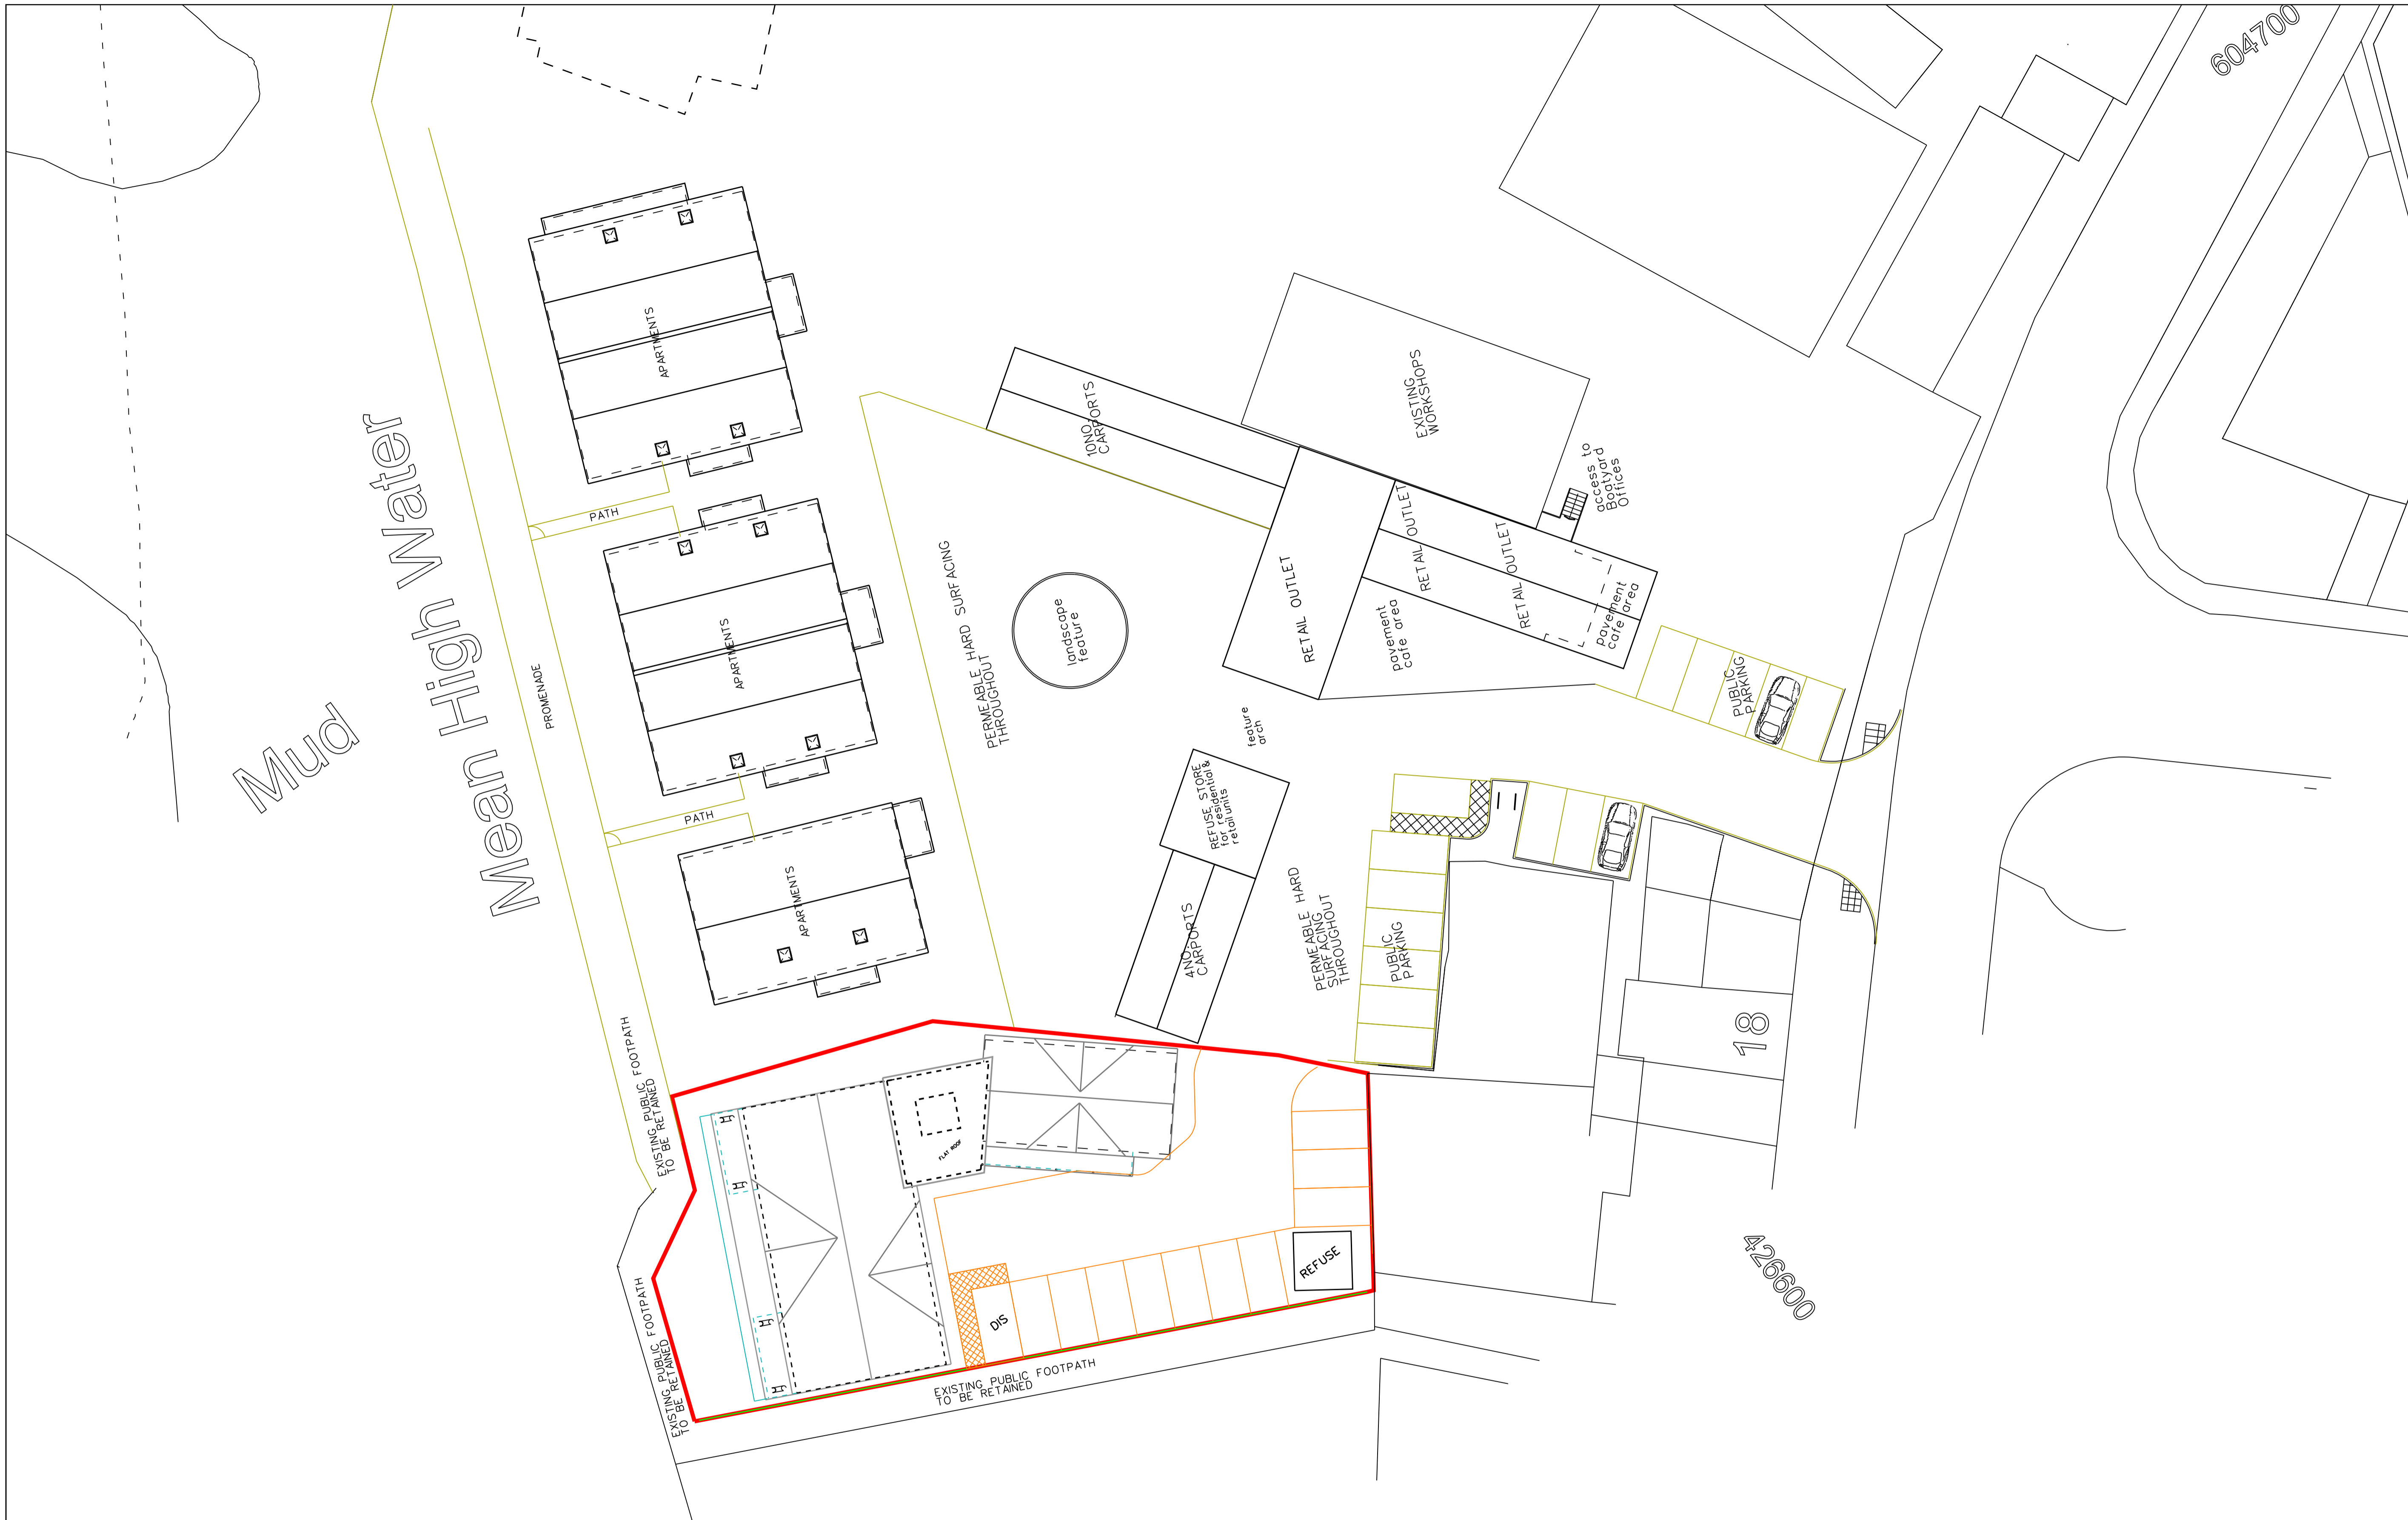 604700
APARTMENTS
10NO.
CARPORTS
EXISTING
WORKSHOPS
access to
Boatyard
Offices
Mean High Water
PATH
RETAIL OUTLET
RETAIL OUTLET
RETAIL OUTLET
PERMEABLE HARD SURFACING
THROUGHOUT
landscape
feature
pavement
cafe area
pavement
cafe area
APARTMENTS
PROMENADE
Mud
PUBLIC
PARKING
feature
arch
REFUSE STORE
for residential &
retail units
PATH
APARTMENTS
4NO.
CARPORTS
PERMEABLE HARD
SURFACING
THROUGHOUT
PUBLIC
PARKING
18
EXISTING PUBLIC FOOTPATH
TO BE RETAINED
FLAT ROOF
REFUSE
DIS
426600
EXISTING PUBLIC FOOTPATH
TO BE RETAINED
EXISTING PUBLIC FOOTPATH
TO BE RETAINED